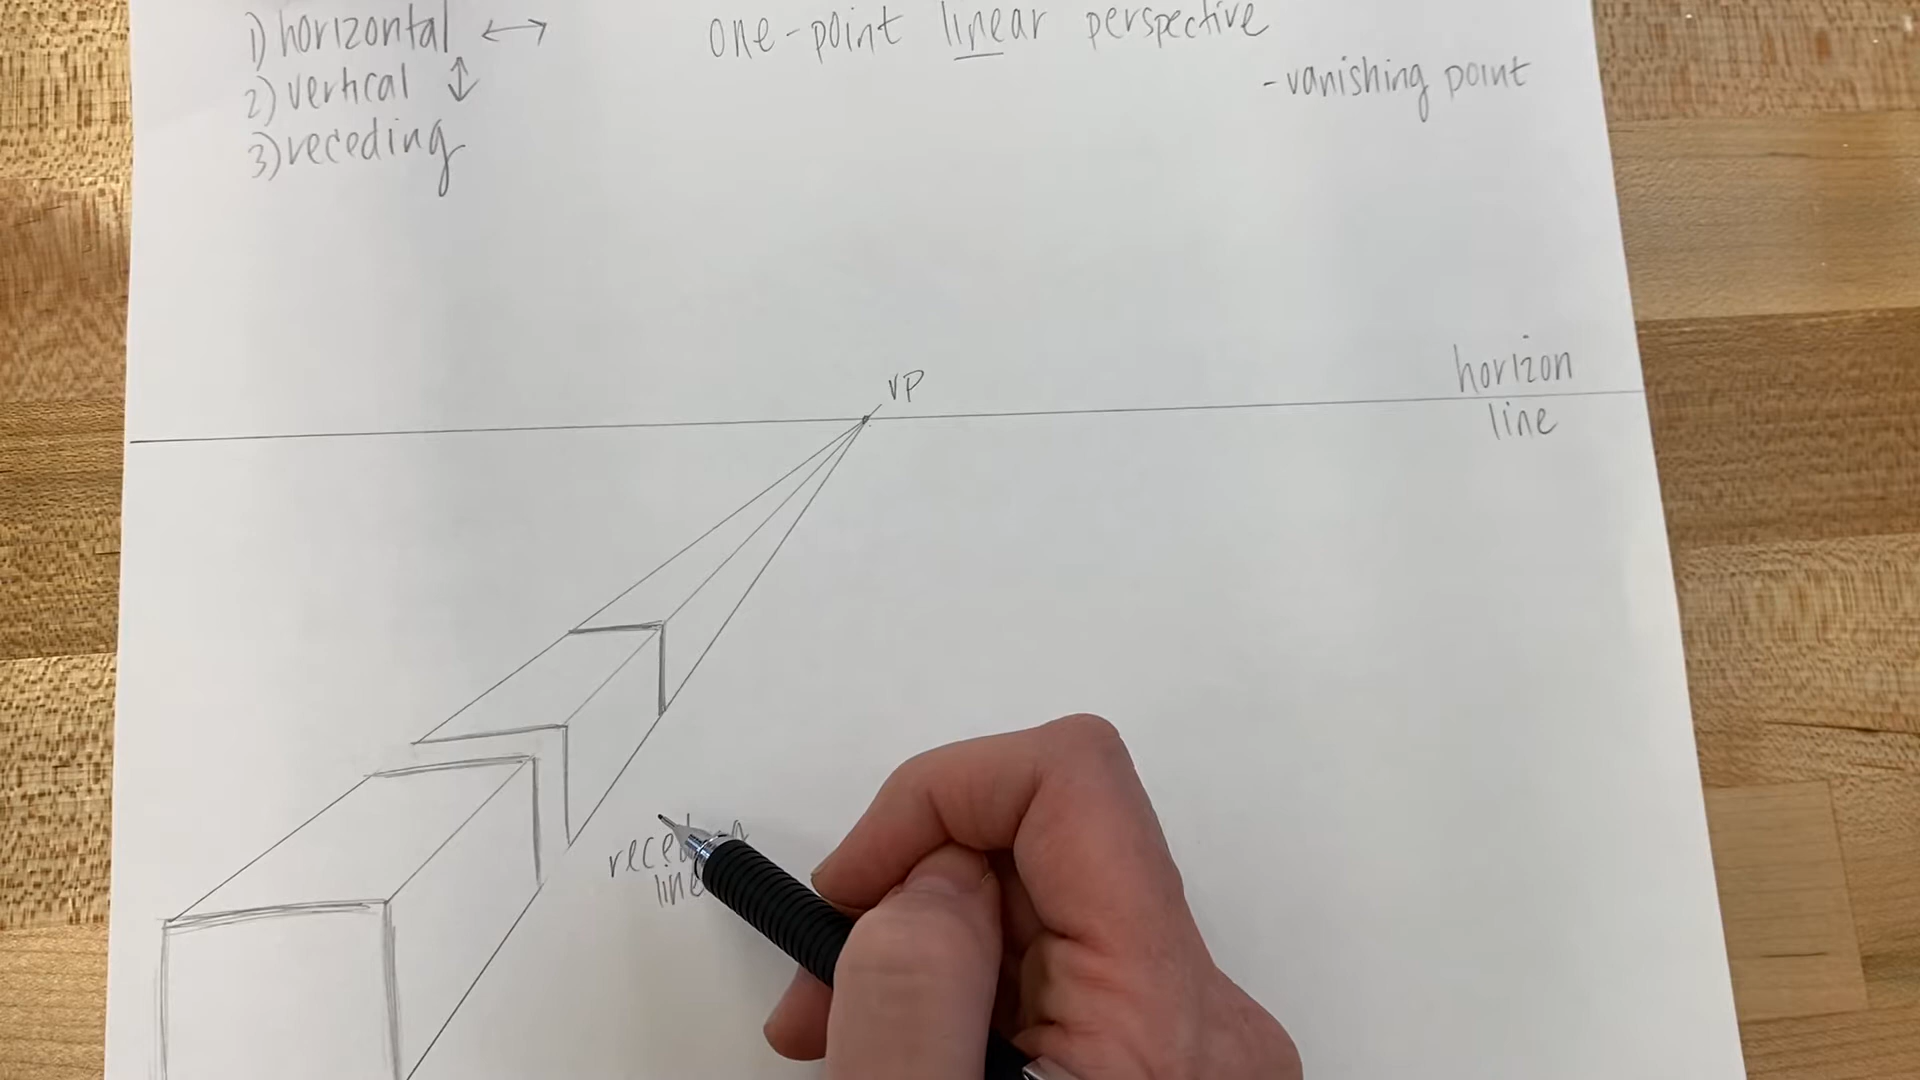 1) horizontal
2) vertical
3) receding
one-point linear perspective
- vanishing point
VP
horizon
line